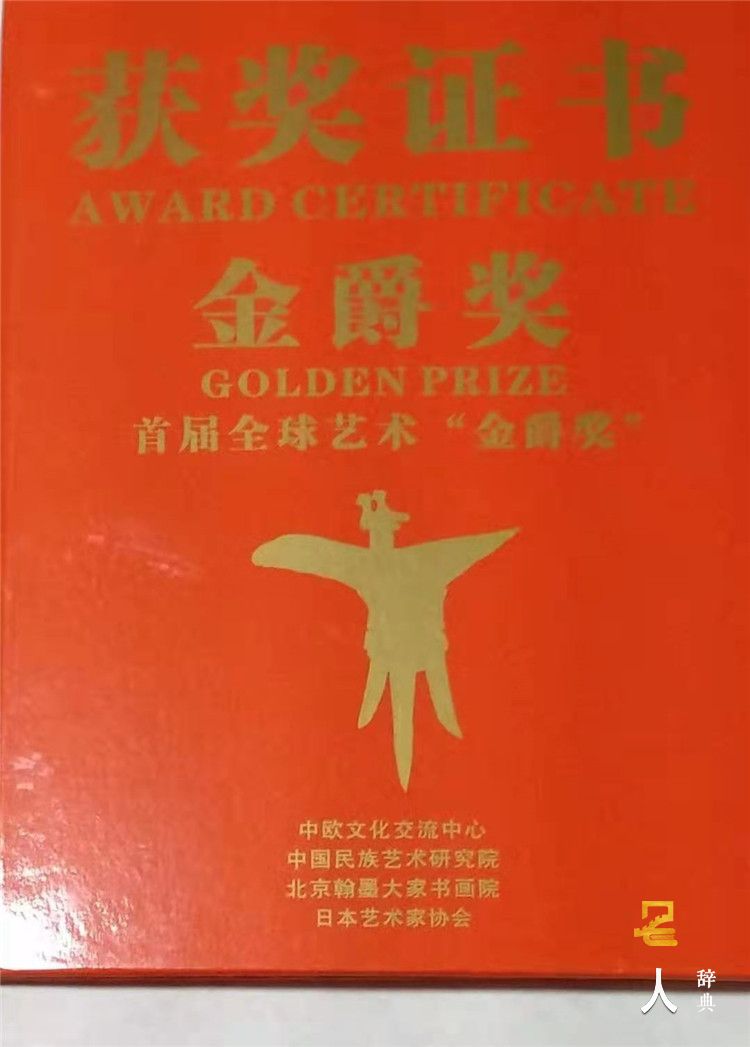 获奖证书
AWARD CERTIFICATE
金爵奖
GOLDEN PRIZE
首届全球艺术“金爵奖”
中欧文化交流中心
中国民族艺术研究院
北京翰墨大家书画院
日本艺术家协会
人
辞典